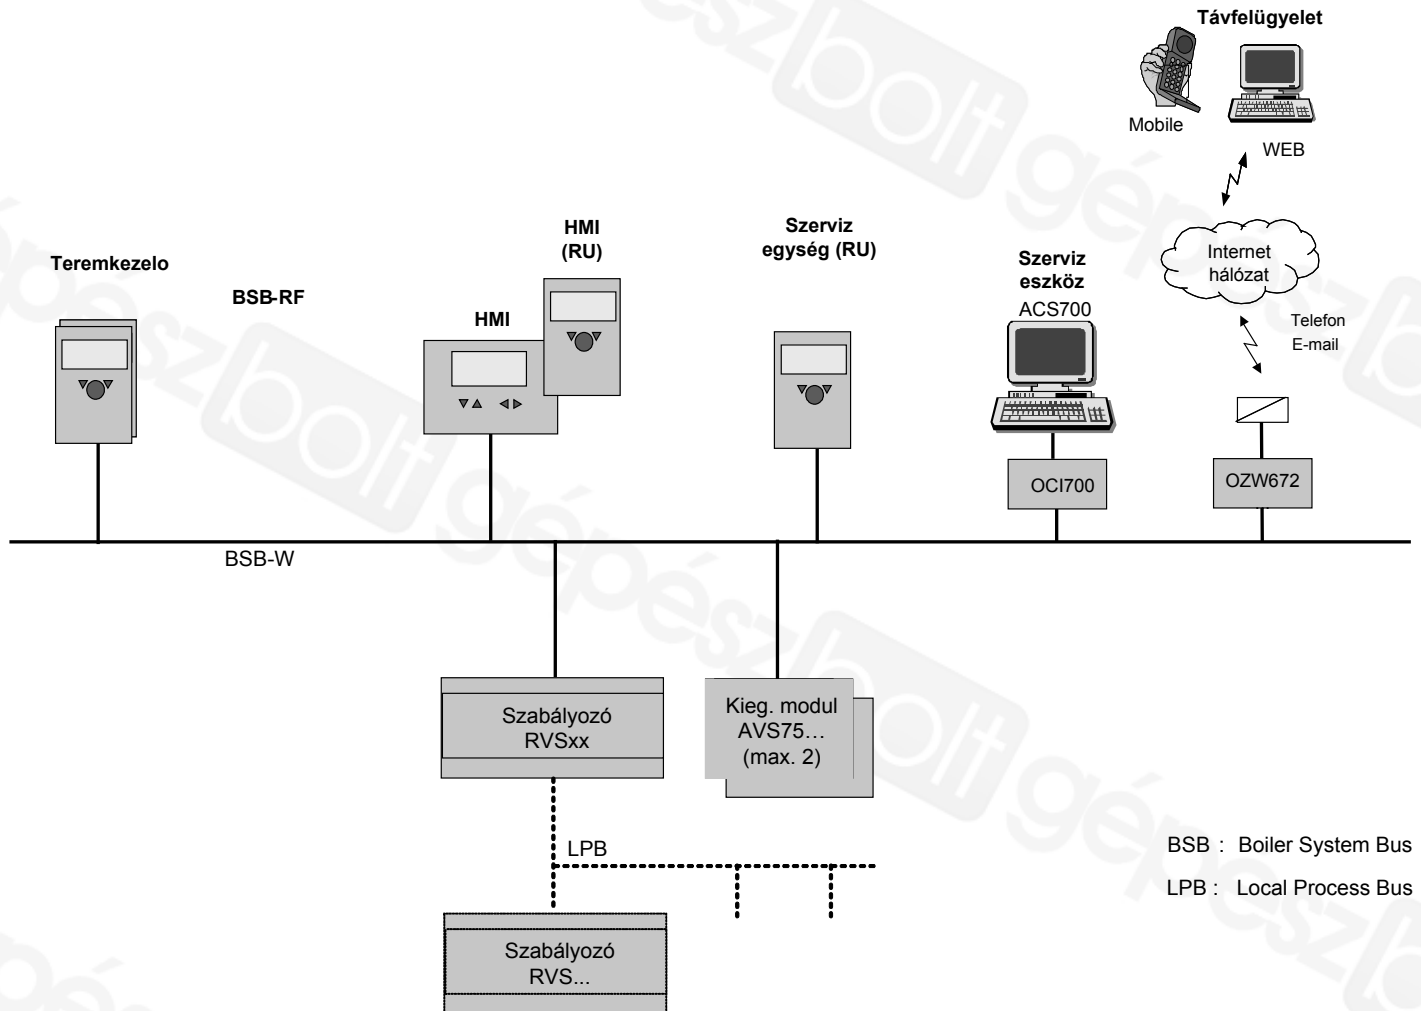 Távfelügyelet
Mobile
WEB
Internet
hálózat
Telefon
E-mail
Teremkezelo
BSB-RF
HMI
HMI
(RU)
Szerviz
egység (RU)
Szerviz
eszköz
ACS700
OCI700
OZW672
BSB-W
Szabályozó
RVSxx
Kieg. modul
AVS75…
(max. 2)
LPB
Szabályozó
RVS...
BSB : Boiler System Bus
LPB : Local Process Bus
gépészbolt